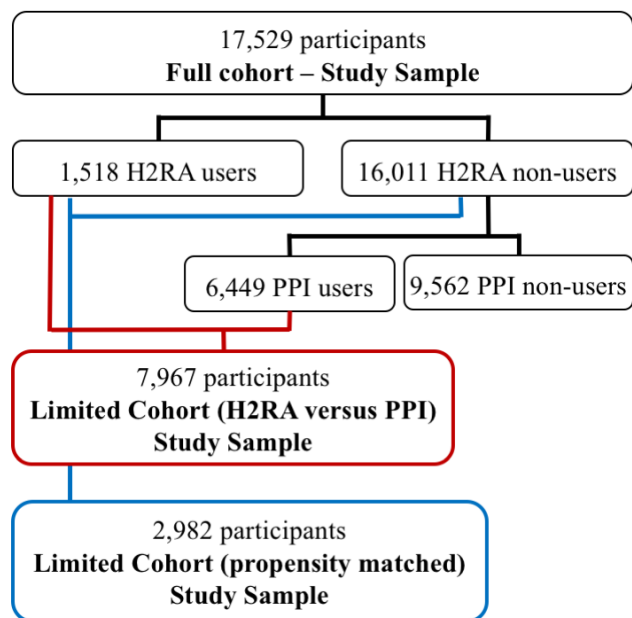 17,529 participants
Full cohort – Study Sample
1,518 H2RA users
16,011 H2RA non-users
6,449 PPI users
9,562 PPI non-users
7,967 participants
Limited Cohort (H2RA versus PPI)
Study Sample
2,982 participants
Limited Cohort (propensity matched)
Study Sample